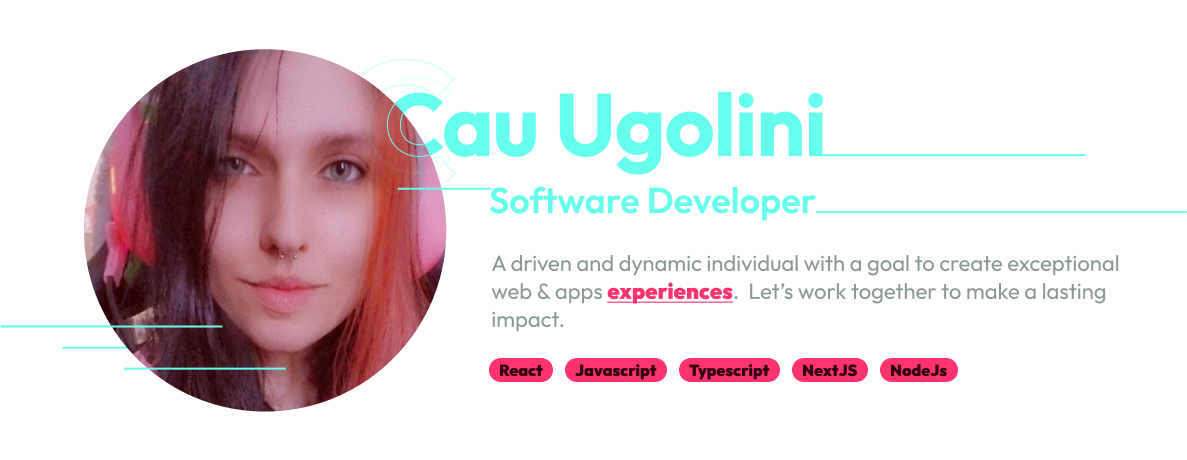 Cau Ugolini
Software Developer
A driven and dynamic individual with a goal to create exceptional
web & apps experiences.  Let’s work together to make a lasting
impact.
React Javascript Typescript NextJS NodeJs